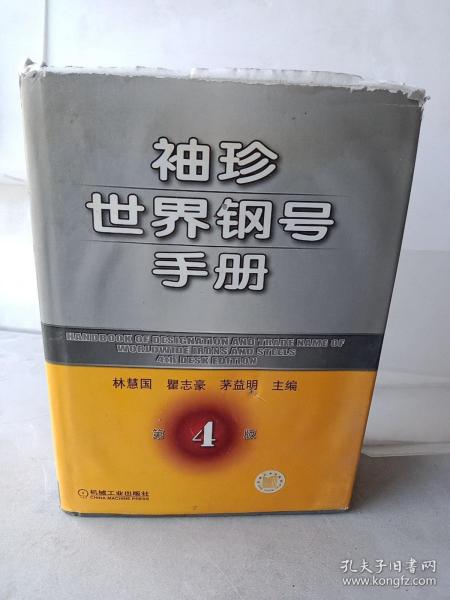 袖珍
世界钢号
手册
HANDBOOK OF DESIGNATION AND TRADE NAME OF
WORLDWIDE IRONS AND STEELS
4TH DESK EDITION
林慧国 瞿志豪 茅益明 主编
第 4 版
机械工业出版社
CHINA MACHINE PRESS
孔夫子旧书网
www.kongfz.com